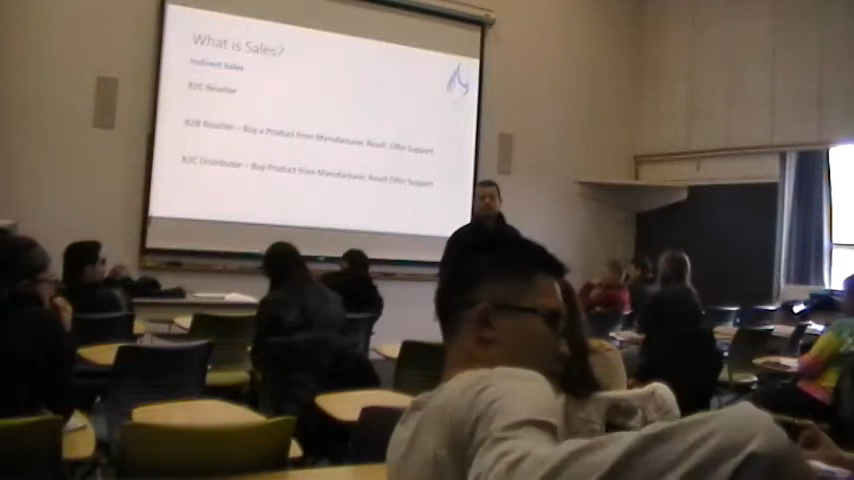 What is Sales?
Indirect Sales
B2C Reseller
B2B Reseller – Buy a Product from Manufacturer, Resell, Offer Support
B2C Distributor – Buy Product from Manufacturer, Resell Offer Support